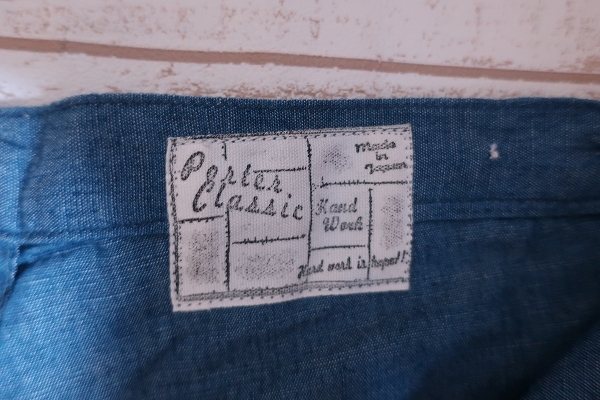 Porter
Classic
Made
in
Japan
Hand
Work
Hard work is hope!!